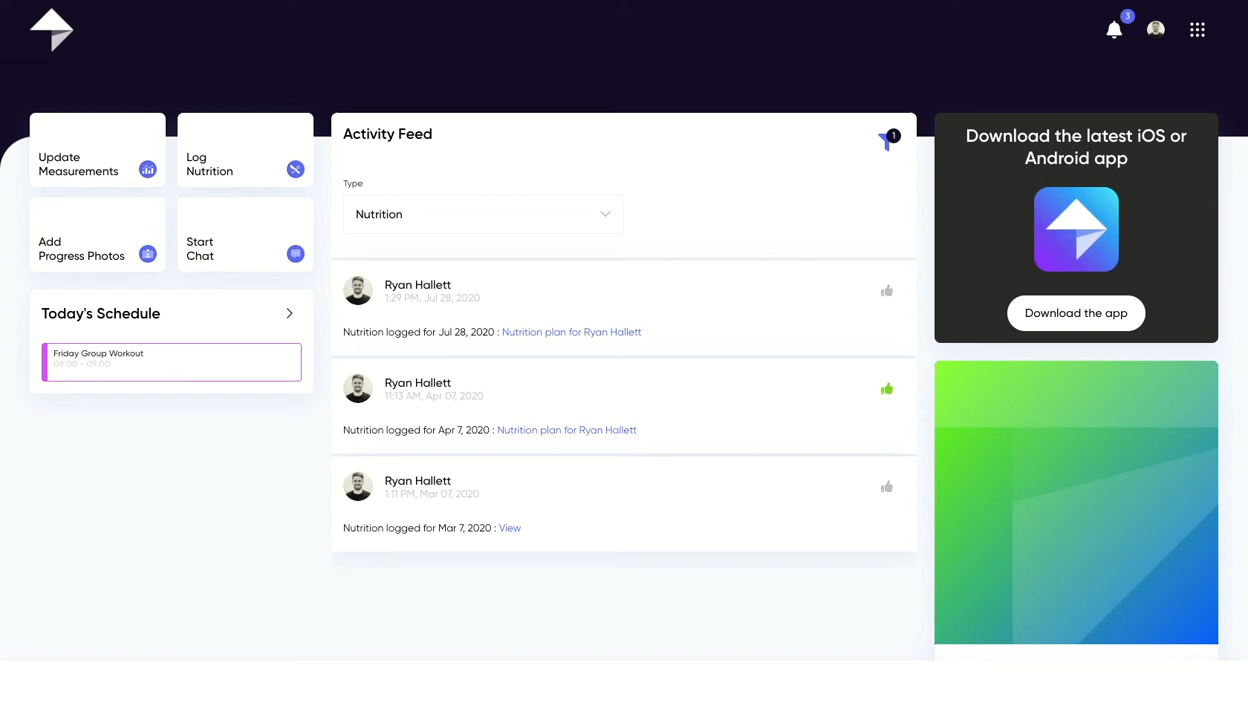 3
Update
Measurements
Log
Nutrition
Add
Progress Photos
Start
Chat
Today's Schedule
Friday Group Workout
08:00 - 09:00
Activity Feed
1
Type
Nutrition
Ryan Hallett
1:29 PM, Jul 28, 2020
Nutrition logged for Jul 28, 2020 : Nutrition plan for Ryan Hallett
Ryan Hallett
11:13 AM, Apr 07, 2020
Nutrition logged for Apr 7, 2020 : Nutrition plan for Ryan Hallett
Ryan Hallett
1:11 PM, Mar 07, 2020
Nutrition logged for Mar 7, 2020 : View
Download the latest iOS or
Android app
Download the app